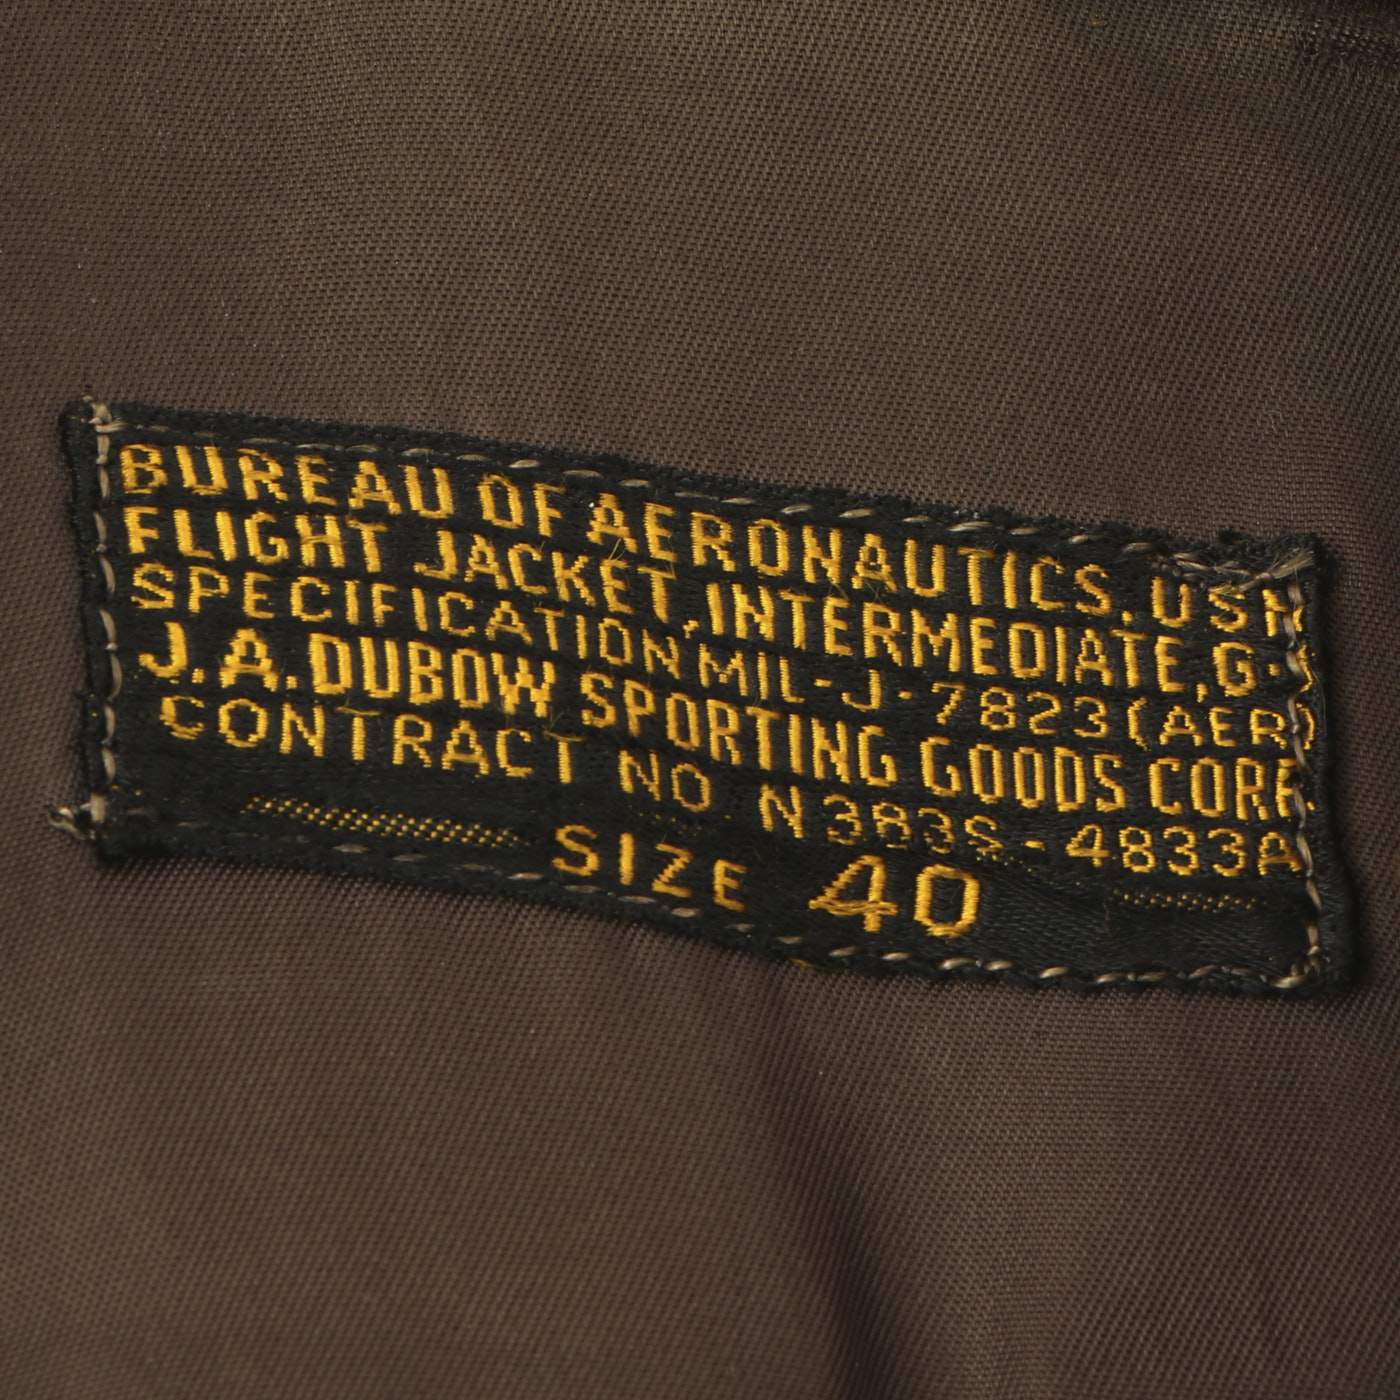 BUREAU OF AERONAUTICS. USN
FLIGHT JACKET, INTERMEDIATE, G-
SPECIFICATION MIL-J-7823 (AER)
J.A. DUBOW SPORTING GOODS CORP.
CONTRACT NO N383S-4833A
SIZE 40